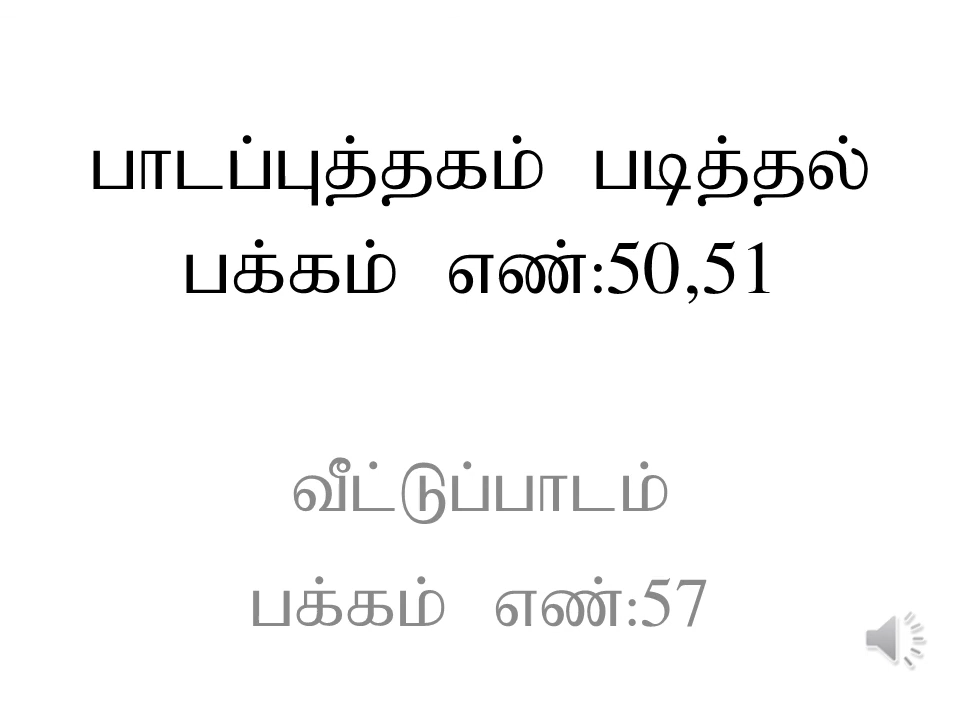 பாடப்புத்தகம் படித்தல்
பக்கம் எண்:50,51
வீட்டுப்பாடம்
பக்கம் எண்:57